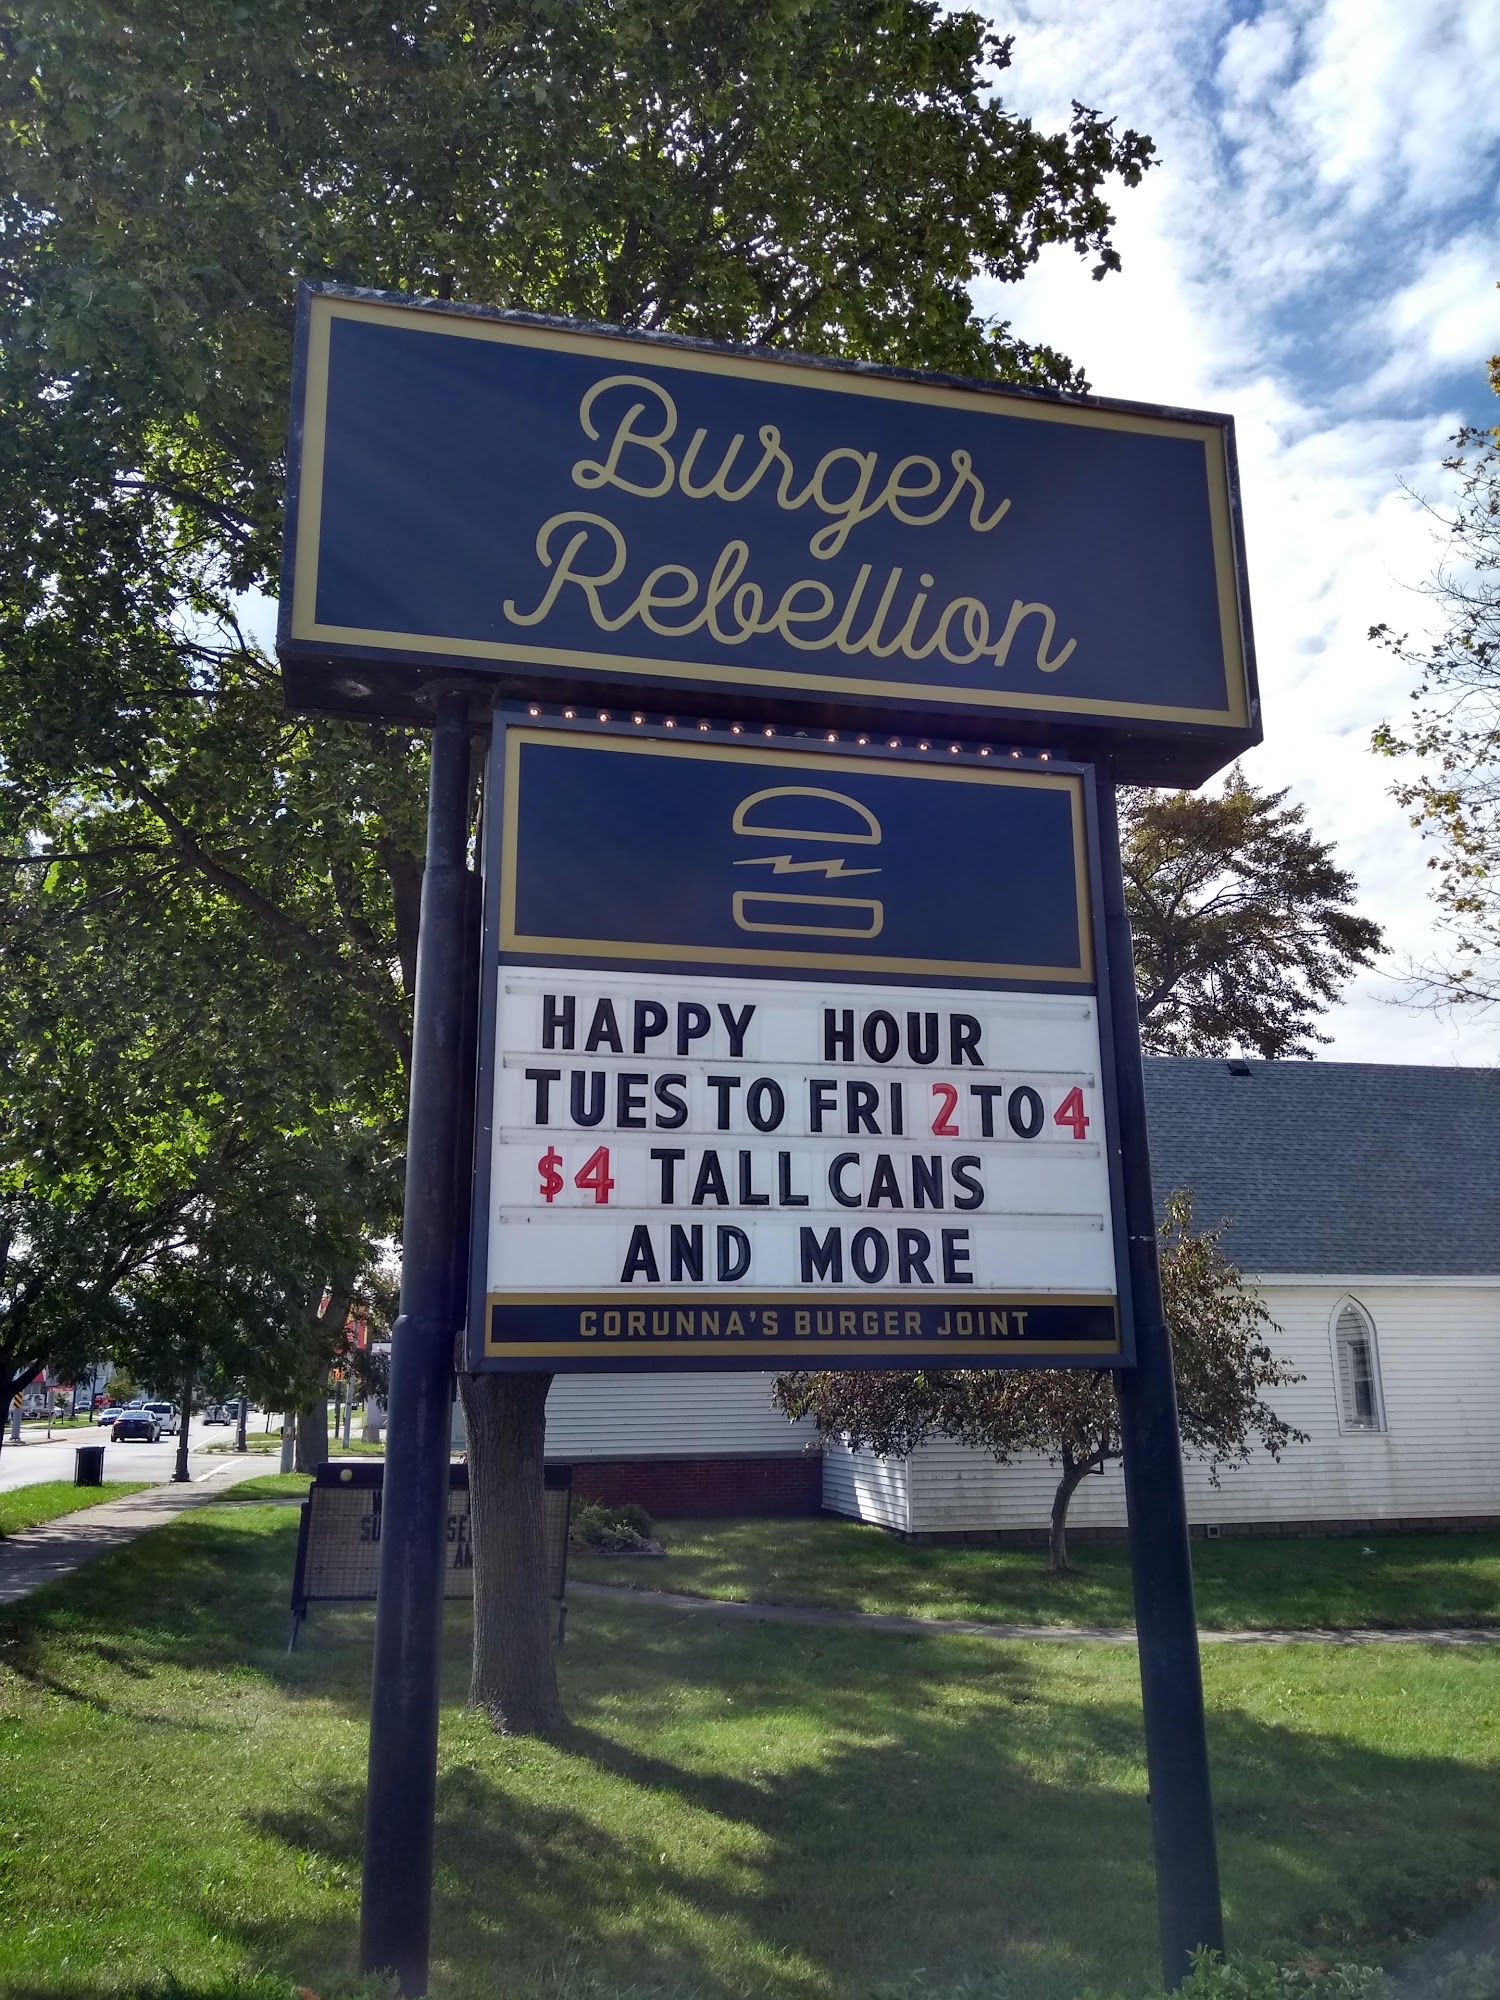 Burger
Rebellion
HAPPY HOUR
TUES TO FRI 2 TO 4
$4 TALL CANS
AND MORE
CORUNNA'S BURGER JOINT